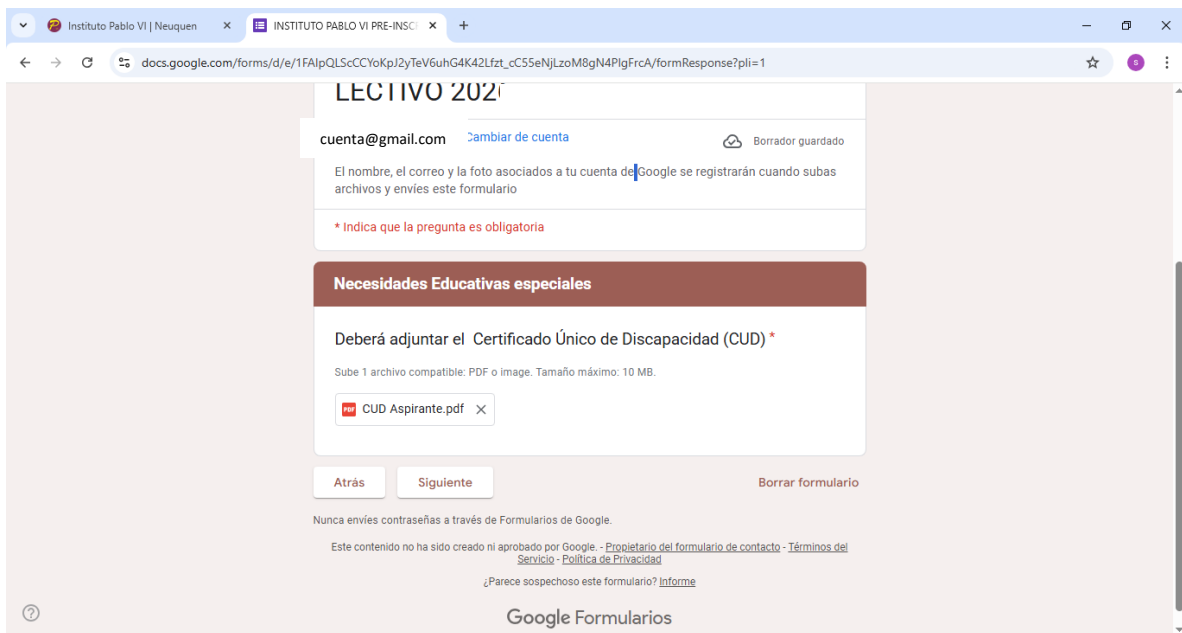 Instituto Pablo VI | Neuquen
INSTITUTO PABLO VI PRE-INSC
docs.google.com/forms/d/e/1FAIpQLScCCYoKpJ2yTeV6uhG4K42Lfzt_cC55eNjLzoM8gN4PIgFrcA/formResponse?pli=1
S
LECTIVO 202
cuenta@gmail.com Cambiar de cuenta
Borrador guardado
El nombre, el correo y la foto asociados a tu cuenta de Google se registrarán cuando subas
archivos y envíes este formulario
* Indica que la pregunta es obligatoria
Necesidades Educativas especiales
Deberá adjuntar el Certificado Único de Discapacidad (CUD) *
Sube 1 archivo compatible: PDF o image. Tamaño máximo: 10 MB.
PDF CUD Aspirante.pdf
Atrás
Siguiente
Borrar formulario
Nunca envíes contraseñas a través de Formularios de Google.
Este contenido no ha sido creado ni aprobado por Google. - Propietario del formulario de contacto - Términos del
Servicio - Política de Privacidad
¿Parece sospechoso este formulario? Informe
Google Formularios